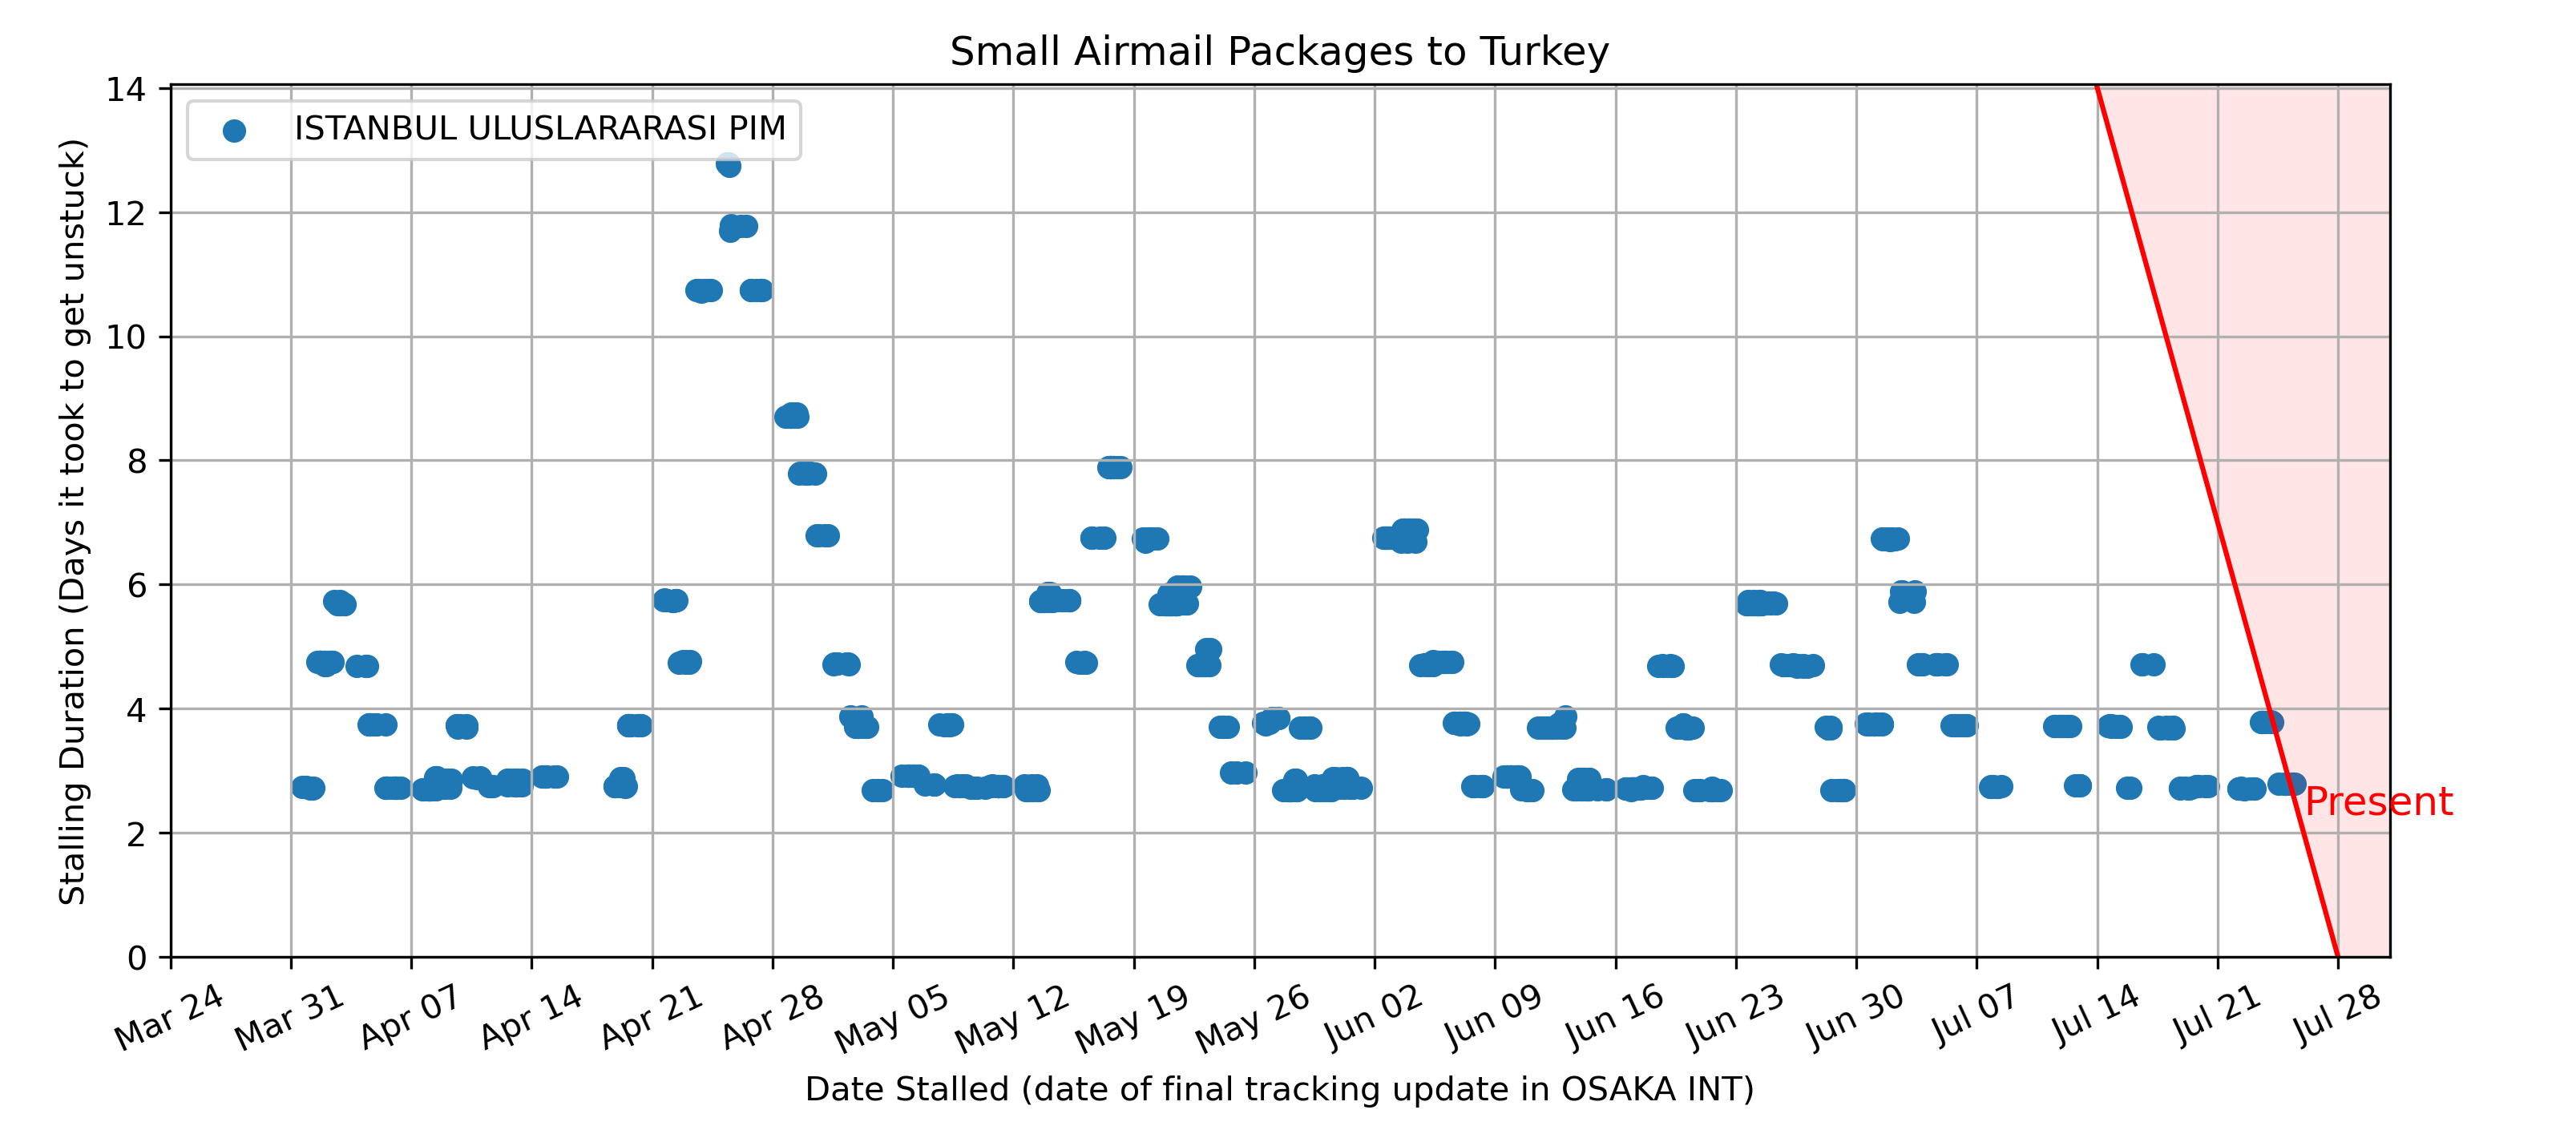 Small Airmail Packages to Turkey
ISTANBUL ULUSLARARASI PIM
Stalling Duration (Days it took to get unstuck)
14
12
10
8
6
4
2
0
Present
Mar 24 Mar 31 Apr 07 Apr 14 Apr 21 Apr 28 May 05 May 12 May 19 May 26 Jun 02 Jun 09 Jun 16 Jun 23 Jun 30 Jul 07 Jul 14 Jul 21 Jul 28
Date Stalled (date of final tracking update in OSAKA INT)